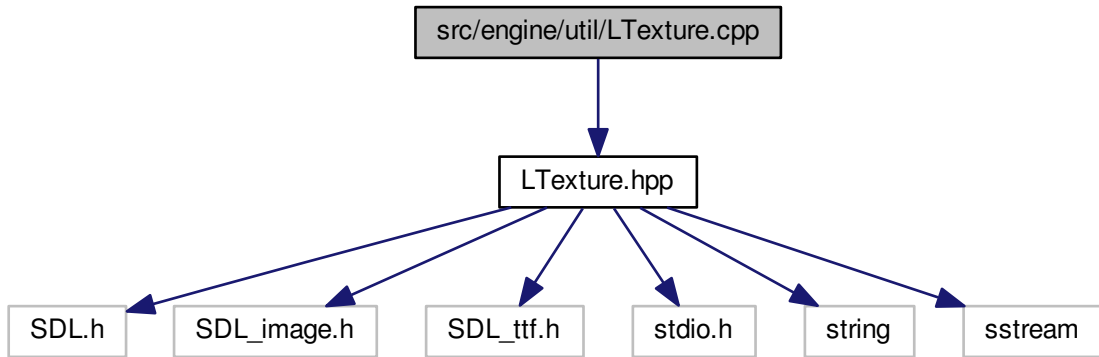 src/engine/util/LTexture.cpp
LTexture.hpp
SDL.h
SDL_image.h
SDL_ttf.h
stdio.h
string
sstream